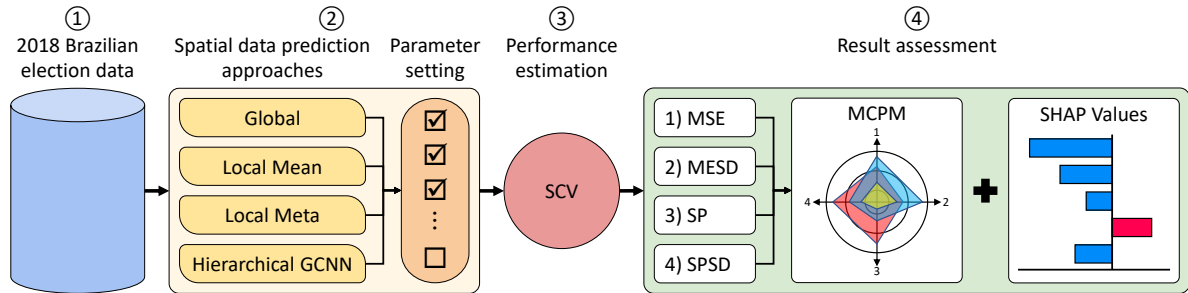 ①
2018 Brazilian
election data
②
Spatial data prediction
approaches
Parameter
setting
Global
Local Mean
Local Meta
Hierarchical GCNN
③
Performance
estimation
SCV
④
Result assessment
1) MSE
2) MESD
3) SP
4) SPSD
MCPM
1
2
3
4
SHAP Values